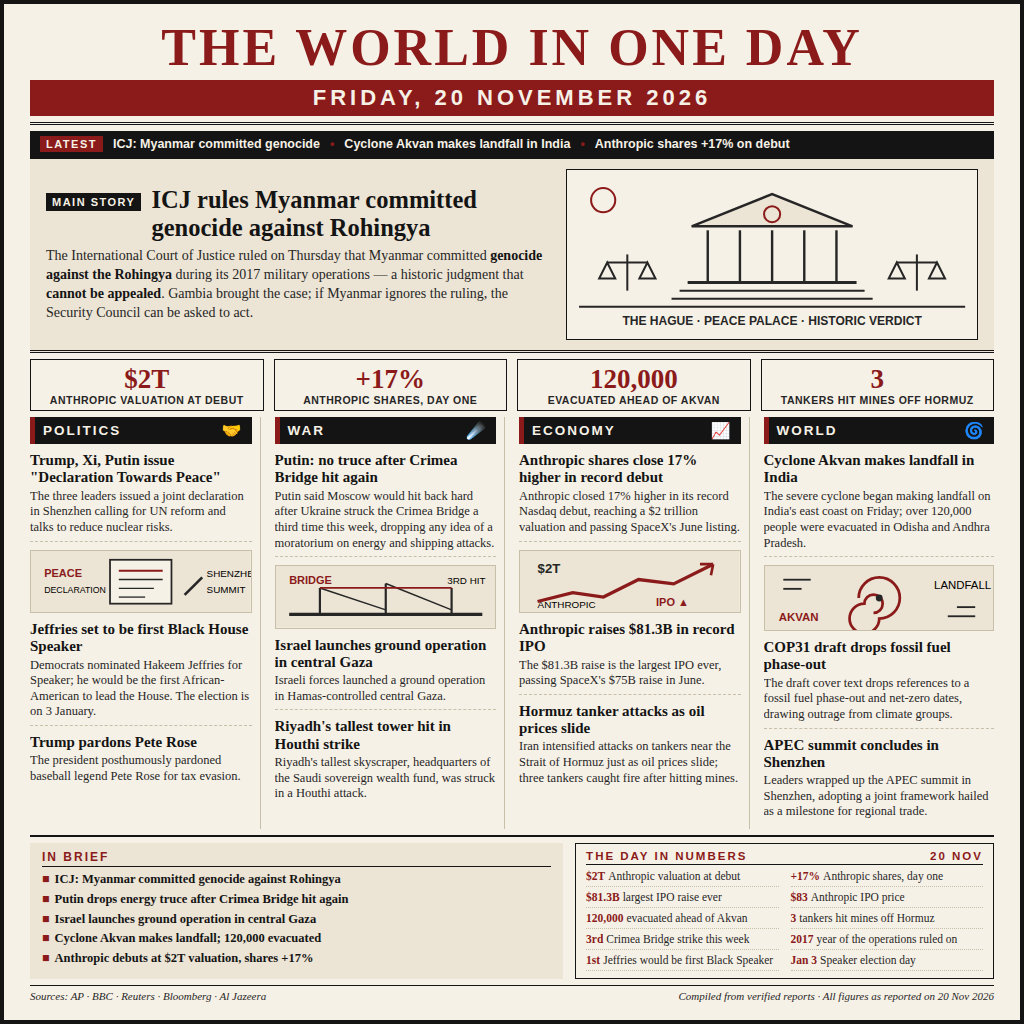 THE WORLD IN ONE DAY
FRIDAY, 20 NOVEMBER 2026
LATEST ICJ: Myanmar committed genocide • Cyclone Akvan makes landfall in India • Anthropic shares +17% on debut
MAIN STORY ICJ rules Myanmar committed
genocide against Rohingya
The International Court of Justice ruled on Thursday that Myanmar committed genocide
against the Rohingya during its 2017 military operations — a historic judgment that
cannot be appealed. Gambia brought the case; if Myanmar ignores the ruling, the
Security Council can be asked to act.
THE HAGUE · PEACE PALACE · HISTORIC VERDICT
$2T
ANTHROPIC VALUATION AT DEBUT
+17%
ANTHROPIC SHARES, DAY ONE
120,000
EVACUATED AHEAD OF AKVAN
3
TANKERS HIT MINES OFF HORMUZ
POLITICS 🤝
Trump, Xi, Putin issue
"Declaration Towards Peace"
The three leaders issued a joint declaration
in Shenzhen calling for UN reform and
talks to reduce nuclear risks.
PEACE
DECLARATION
SHENZHE
SUMMIT
Jeffries set to be first Black House
Speaker
Democrats nominated Hakeem Jeffries for
Speaker; he would be the first African-
American to lead the House. The election is
on 3 January.
Trump pardons Pete Rose
The president posthumously pardoned
baseball legend Pete Rose for tax evasion.
WAR ☄️
Putin: no truce after Crimea
Bridge hit again
Putin said Moscow would hit back hard
after Ukraine struck the Crimea Bridge a
third time this week, dropping any idea of a
moratorium on energy and shipping attacks.
BRIDGE
3RD HIT
Israel launches ground operation
in central Gaza
Israeli forces launched a ground operation
in Hamas-controlled central Gaza.
Riyadh's tallest tower hit in
Houthi strike
Riyadh's tallest skyscraper, headquarters of
the Saudi sovereign wealth fund, was struck
in a Houthi attack.
ECONOMY 📈
Anthropic shares close 17%
higher in record debut
Anthropic closed 17% higher in its record
Nasdaq debut, reaching a $2 trillion
valuation and passing SpaceX's June listing.
$2T
ANTHROPIC
IPO ▲
Anthropic raises $81.3B in record
IPO
The $81.3B raise is the largest IPO ever,
passing SpaceX's $75B raise in June.
Hormuz tanker attacks as oil
prices slide
Iran intensified attacks on tankers near the
Strait of Hormuz just as oil prices slide;
three tankers caught fire after hitting mines.
WORLD 🌀
Cyclone Akvan makes landfall in
India
The severe cyclone began making landfall on
India's east coast on Friday; over 120,000
people were evacuated in Odisha and Andhra
Pradesh.
AKVAN
LANDFALL
COP31 draft drops fossil fuel
phase-out
The draft cover text drops references to a
fossil fuel phase-out and net-zero dates,
drawing outrage from climate groups.
APEC summit concludes in
Shenzhen
Leaders wrapped up the APEC summit in
Shenzhen, adopting a joint framework hailed
as a milestone for regional trade.
IN BRIEF
■ ICJ: Myanmar committed genocide against Rohingya
■ Putin drops energy truce after Crimea Bridge hit again
■ Israel launches ground operation in central Gaza
■ Cyclone Akvan makes landfall; 120,000 evacuated
■ Anthropic debuts at $2T valuation, shares +17%
THE DAY IN NUMBERS 20 NOV
$2T Anthropic valuation at debut
+17% Anthropic shares, day one
$81.3B largest IPO raise ever
$83 Anthropic IPO price
120,000 evacuated ahead of Akvan
3 tankers hit mines off Hormuz
3rd Crimea Bridge strike this week
2017 year of the operations ruled on
1st Jeffries would be first Black Speaker
Jan 3 Speaker election day
Sources: AP · BBC · Reuters · Bloomberg · Al Jazeera
Compiled from verified reports · All figures as reported on 20 Nov 2026